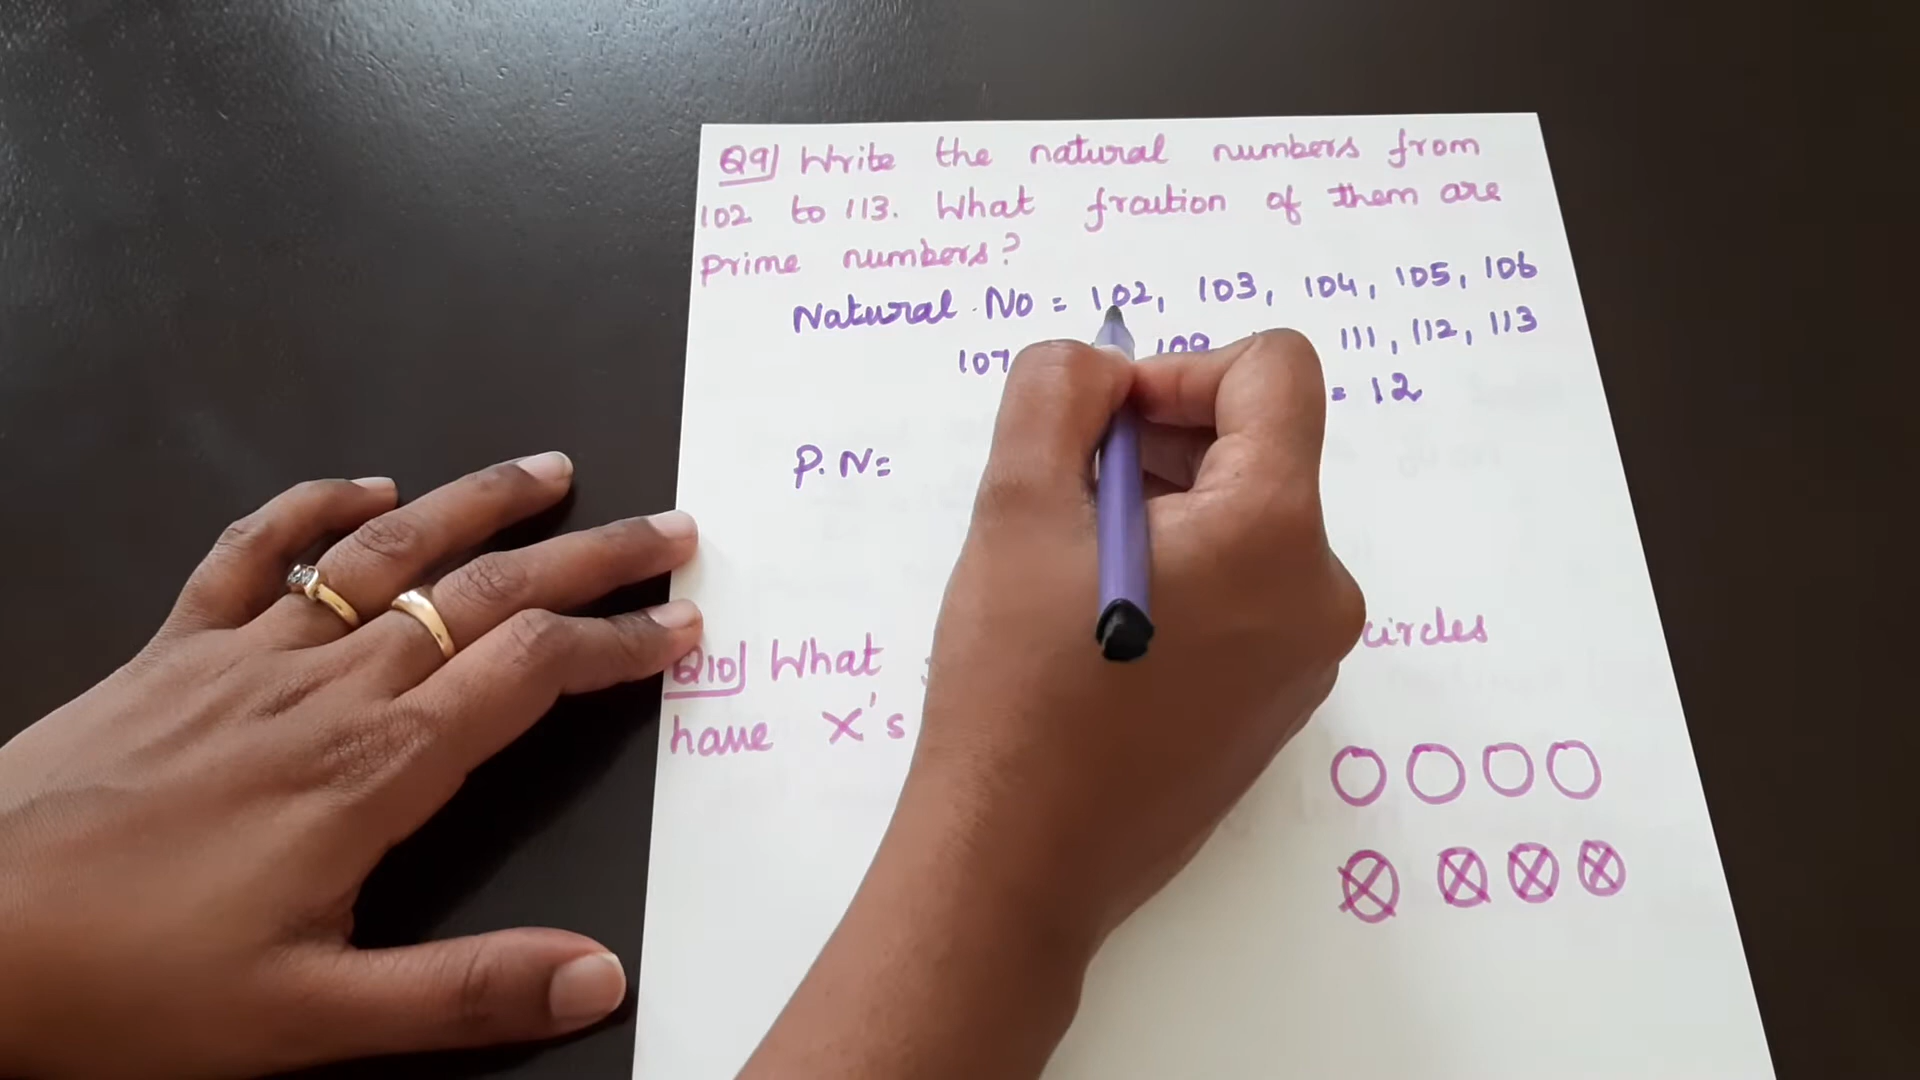 Q9) Write the natural numbers from
102 to 113. What fraction of them are
prime numbers?
Natural No = 102, 103, 104, 105, 106
107 109 111, 112, 113
= 12
P.N=
Q10) What circles
have X's